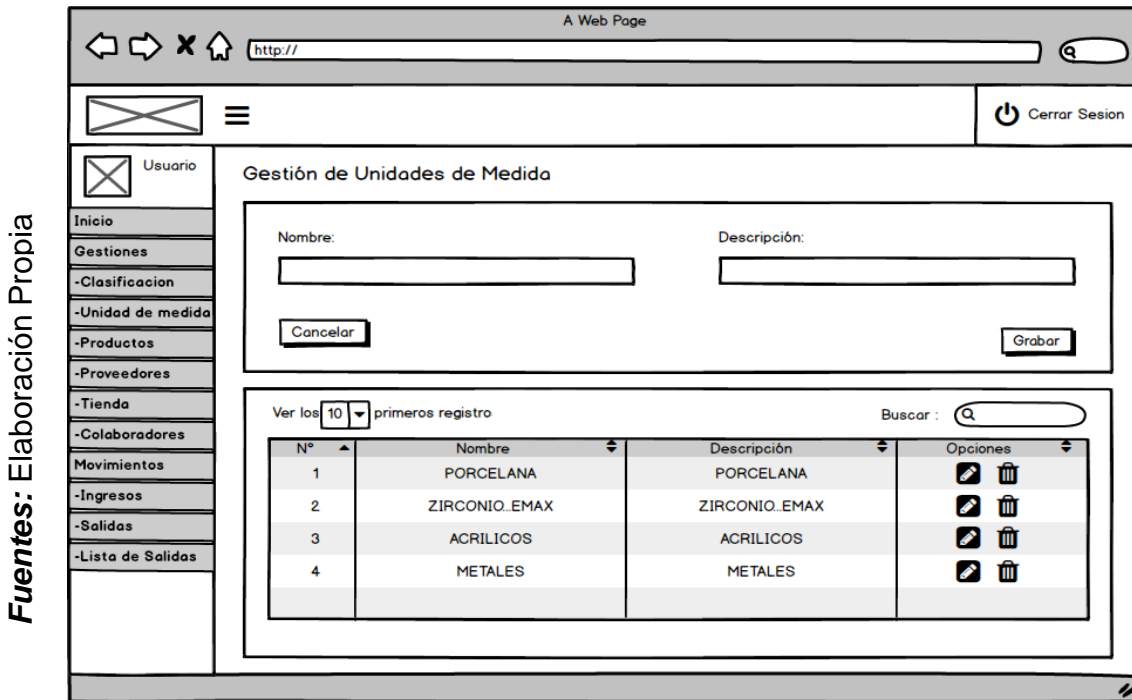 A Web Page
http://
Cerrar Sesion
Usuario
Inicio
Gestiones
-Clasificacion
-Unidad de medida
-Productos
-Proveedores
-Tienda
-Colaboradores
Movimientos
-Ingresos
-Salidas
-Lista de Salidas
Gestión de Unidades de Medida
Nombre: Descripción:
Cancelar Grabar
Ver los 10 primeros registro Buscar :
N° Nombre Descripción Opciones
1 PORCELANA PORCELANA
2 ZIRCONIO...EMAX ZIRCONIO...EMAX
3 ACRILICOS ACRILICOS
4 METALES METALES
Fuentes: Elaboración Propia